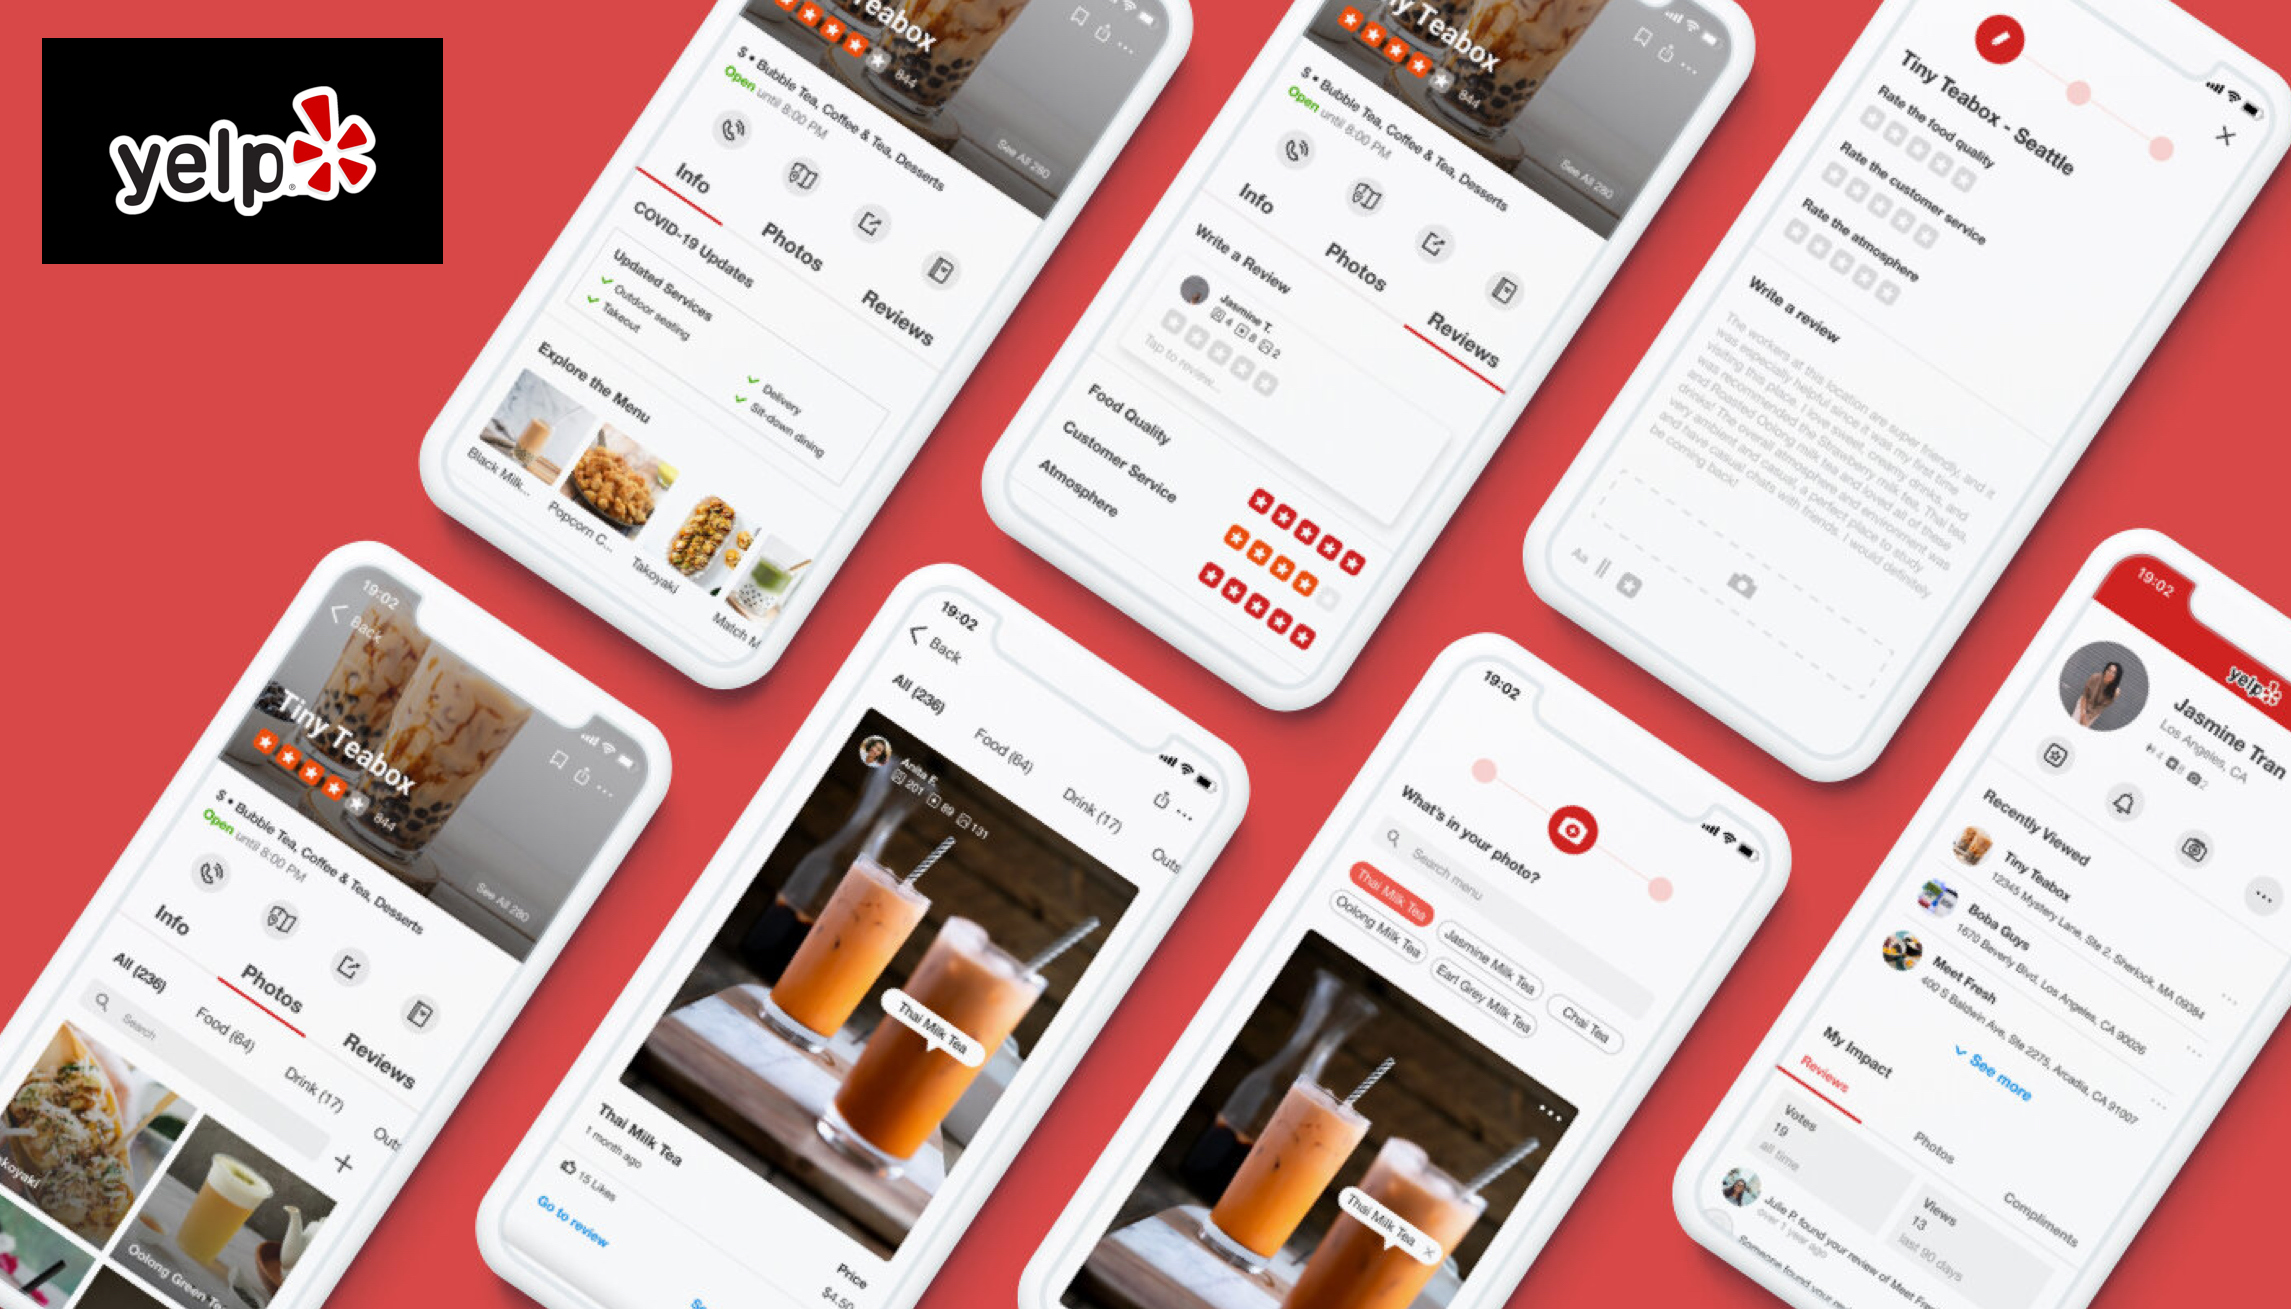 yelp
Teabox
844
See All 280
$ • Bubble Tea, Coffee & Tea, Desserts
Open until 8:00 PM
Info
Photos
Reviews
COVID-19 Updates
Updated Services
Outdoor seating
Takeout
Delivery
Sit-down dining
Explore the Menu
Black Milk...
Popcorn C...
Takoyaki
Match M
ny Teabox
844
See All 280
$ • Bubble Tea, Coffee & Tea, Desserts
Open until 8:00 PM
Info
Photos
Reviews
Write a Review
Jasmine T.
4 8 2
Tap to review...
Food Quality
Customer Service
Atmosphere
Tiny Teabox - Seattle
Rate the food quality
Rate the customer service
Rate the atmosphere
Write a review
The workers at this location are super friendly, and it
was especially helpful since it was my first time
visiting this place. I love sweet, creamy drinks, and
was recommended the Strawberry milk tea, Thai tea,
and Roasted Oolong milk tea and loved all of these
drinks! The overall atmosphere and environment was
very ambient and casual, a perfect place to study
and have casual chats with friends. I would definitely
be coming back!
Aa
19:02
Back
Tiny Teabox
844
See All 280
$ • Bubble Tea, Coffee & Tea, Desserts
Open until 8:00 PM
Info
Photos
Reviews
All (236)
Food (64)
Drink (17)
Outs
Search
koyaki
Oolong Green Te
19:02
Back
All (236)
Food (64)
Drink (17)
Outs
Anita E.
201 89 131
Thai Milk Tea
Thai Milk Tea
1 month ago
15 Likes
Go to review
Price
$4.50
19:02
What's in your photo?
Search menu
Thai Milk Tea
Jasmine Milk Tea
Chai Tea
Oolong Milk Tea
Earl Grey Milk Tea
Thai Milk Tea
19:02
yelp
Jasmine Tran
Los Angeles, CA
4 8 2
Recently Viewed
Tiny Teabox
12345 Mystery Lane, Ste 2, Sherlock, MA 09384
Boba Guys
1670 Beverly Blvd, Los Angeles, CA 90026
Meet Fresh
400 S Baldwin Ave, Ste 2275, Arcadia, CA 91007
See more
My Impact
Reviews
Photos
Compliments
Votes
19
all time
Views
13
last 90 days
Julie P. found your review of Meet Fre
over 1 year ago
Someone found your re